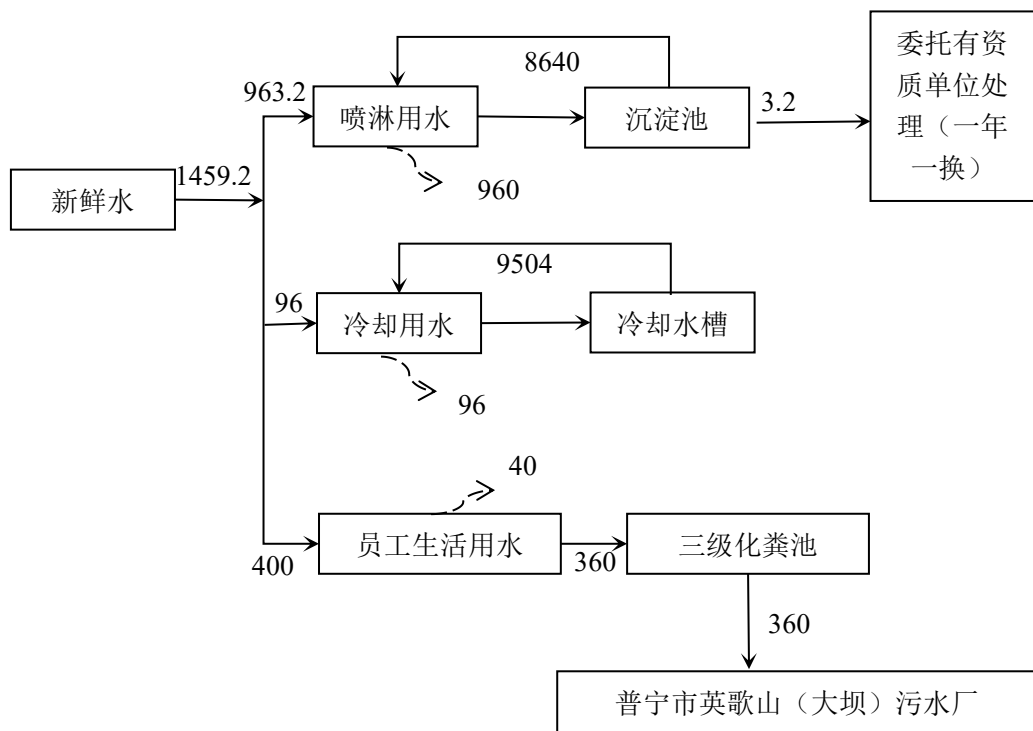 8640
委托有资
质单位处
理（一年
一换）
963.2
喷淋用水
沉淀池
3.2
1459.2
新鲜水
960
9504
96
冷却用水
冷却水槽
96
40
员工生活用水
三级化粪池
400
360
360
普宁市英歌山（大坝）污水厂